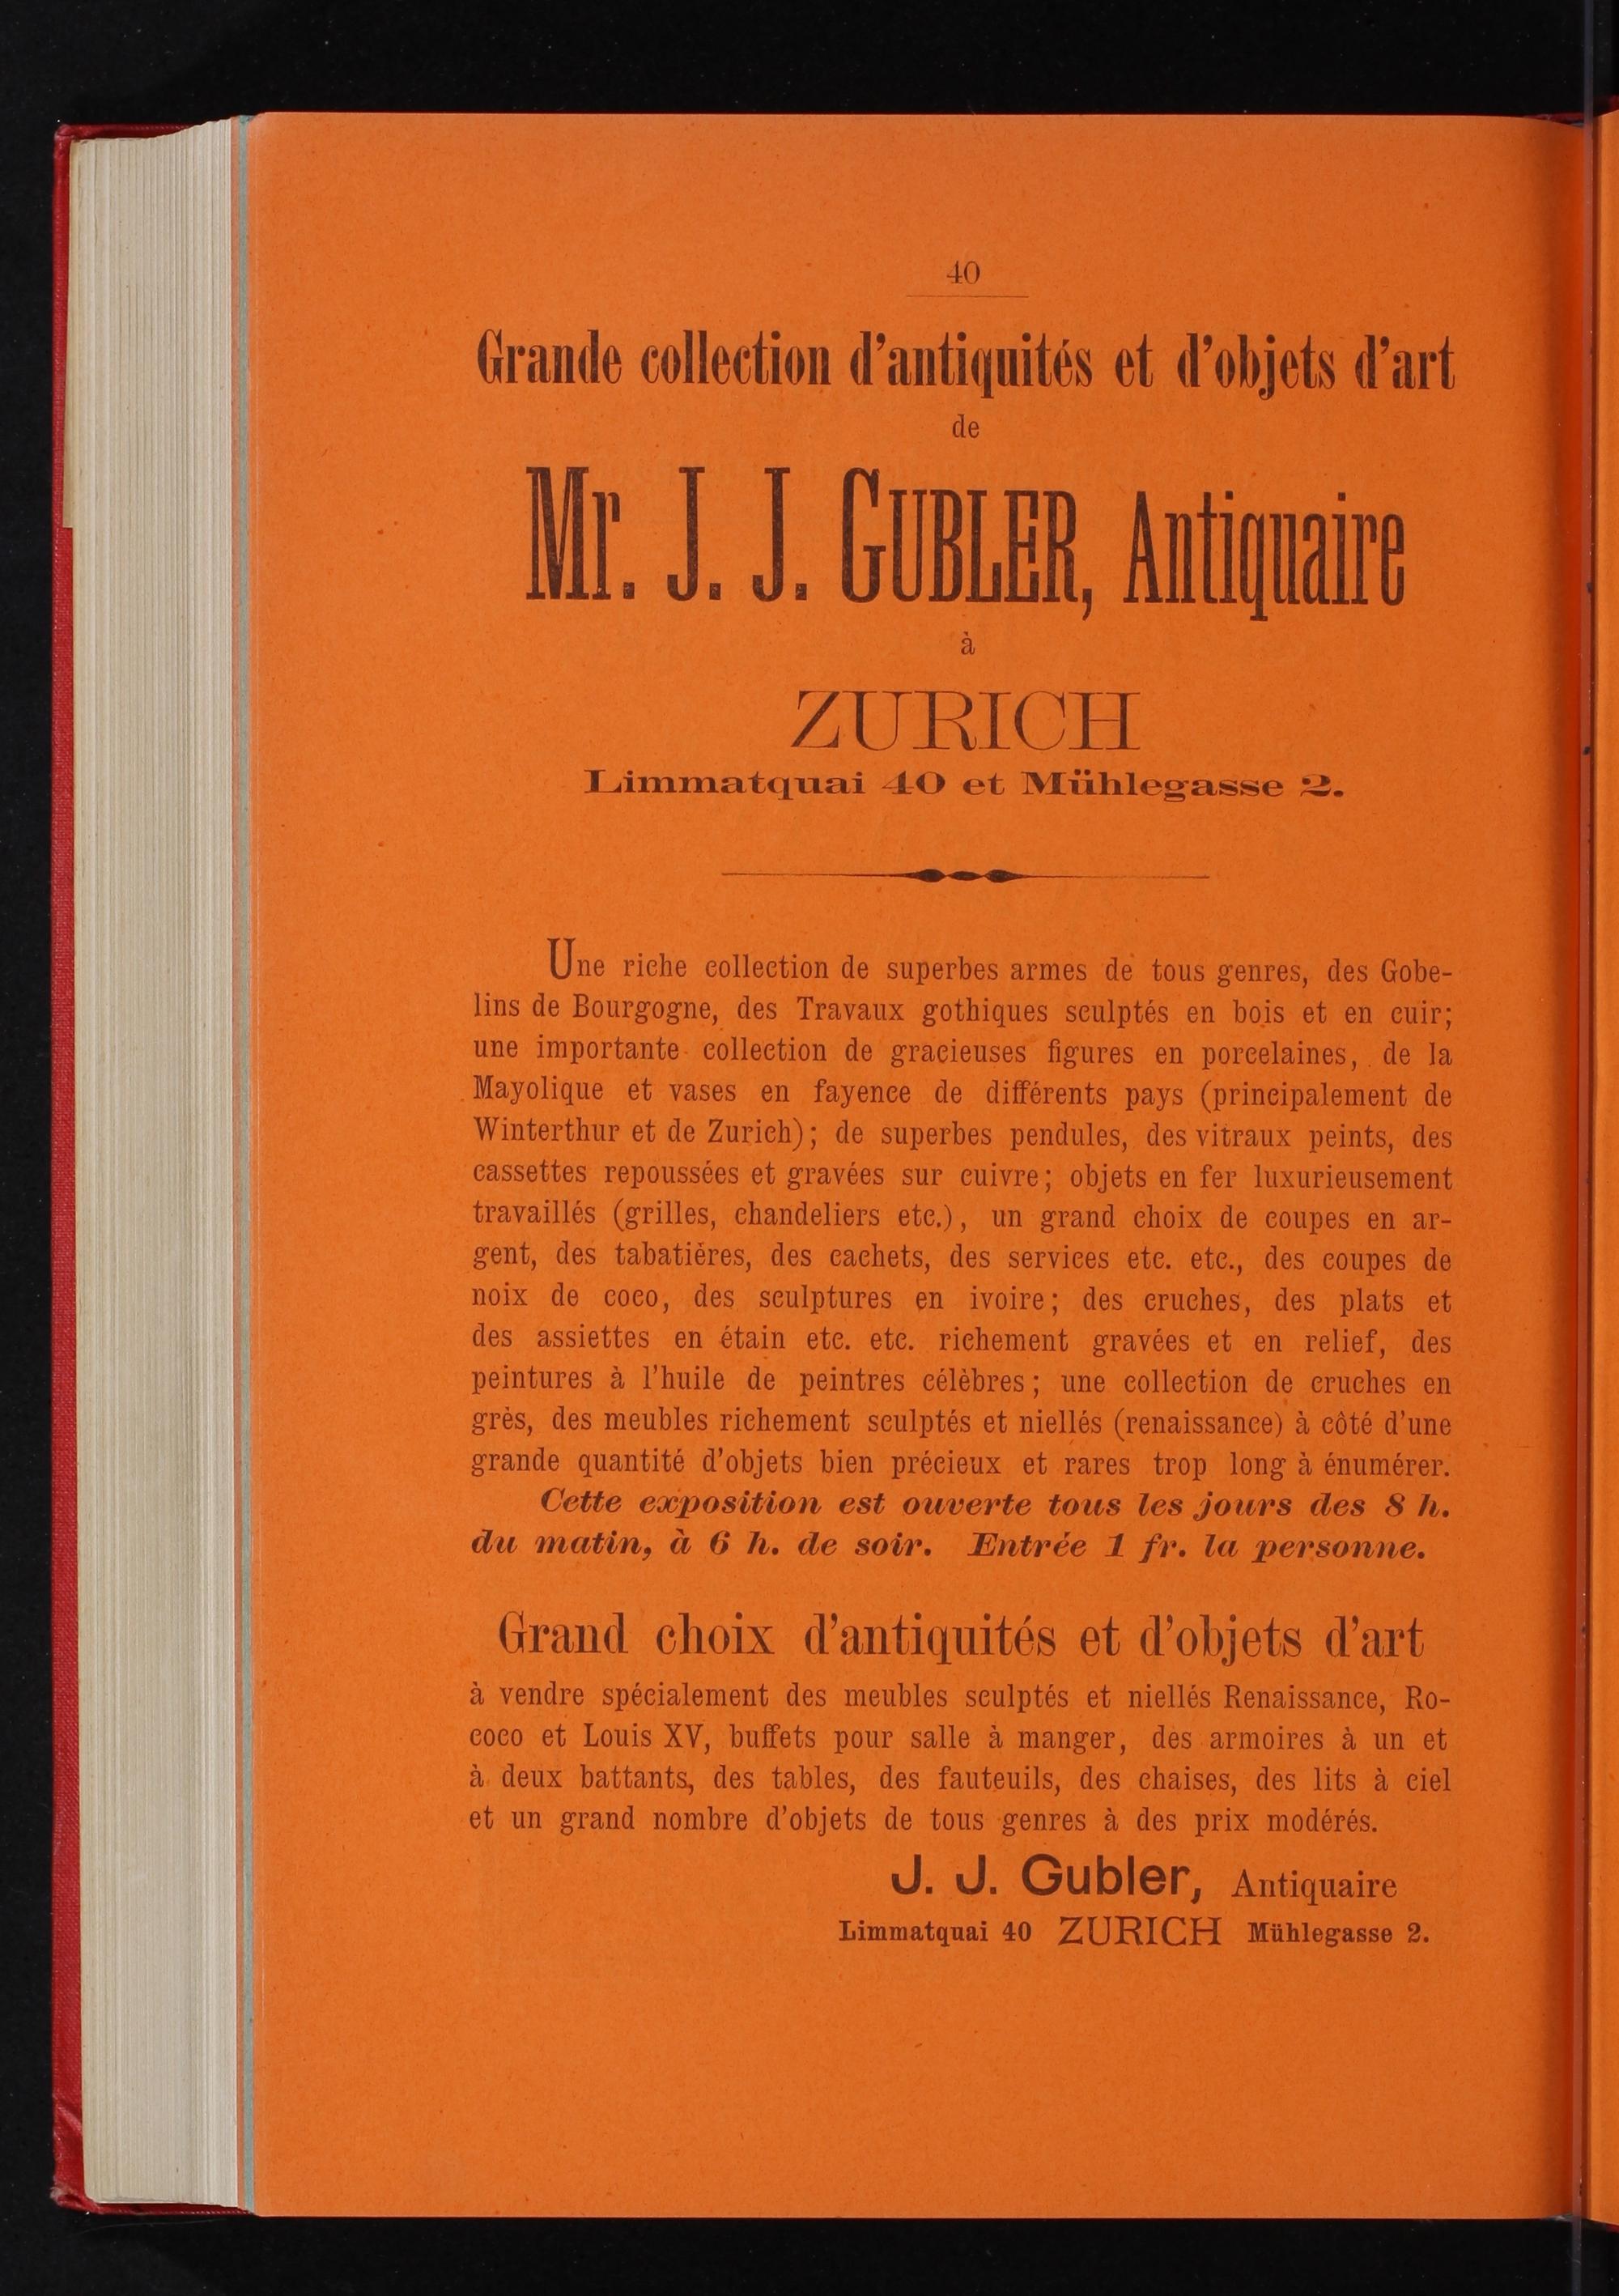 40
Grande collection d'antiquités et d'objets d'art
de
Mr. J. J. GUBLER, Antiquaire
à
ZURICH
Limmatquai 40 et Mühlegasse 2.
Une riche collection de superbes armes de tous genres, des Gobe-
lins de Bourgogne, des Travaux gothiques sculptés en bois et en cuir;
une importante collection de gracieuses figures en porcelaines, de la
Mayolique et vases en fayence de différents pays (principalement de
Winterthur et de Zurich); de superbes pendules, des vitraux peints, des
cassettes repoussées et gravées sur cuivre; objets en fer luxurieusement
travaillés (grilles, chandeliers etc.), un grand choix de coupes en ar-
gent, des tabatières, des cachets, des services etc. etc., des coupes de
noix de coco, des sculptures en ivoire; des cruches, des plats et
des assiettes en étain etc. etc. richement gravées et en relief, des
peintures à l'huile de peintres célèbres; une collection de cruches en
grès, des meubles richement sculptés et niellés (renaissance) à côté d'une
grande quantité d'objets bien précieux et rares trop long à énumérer.
Cette exposition est ouverte tous les jours des 8 h.
du matin, à 6 h. de soir. Entrée 1 fr. la personne.
Grand choix d'antiquités et d'objets d'art
à vendre spécialement des meubles sculptés et niellés Renaissance, Ro-
coco et Louis XV, buffets pour salle à manger, des armoires à un et
à deux battants, des tables, des fauteuils, des chaises, des lits à ciel
et un grand nombre d'objets de tous genres à des prix modérés.
J. J. Gubler, Antiquaire
Limmatquai 40 ZURICH Mühlegasse 2.